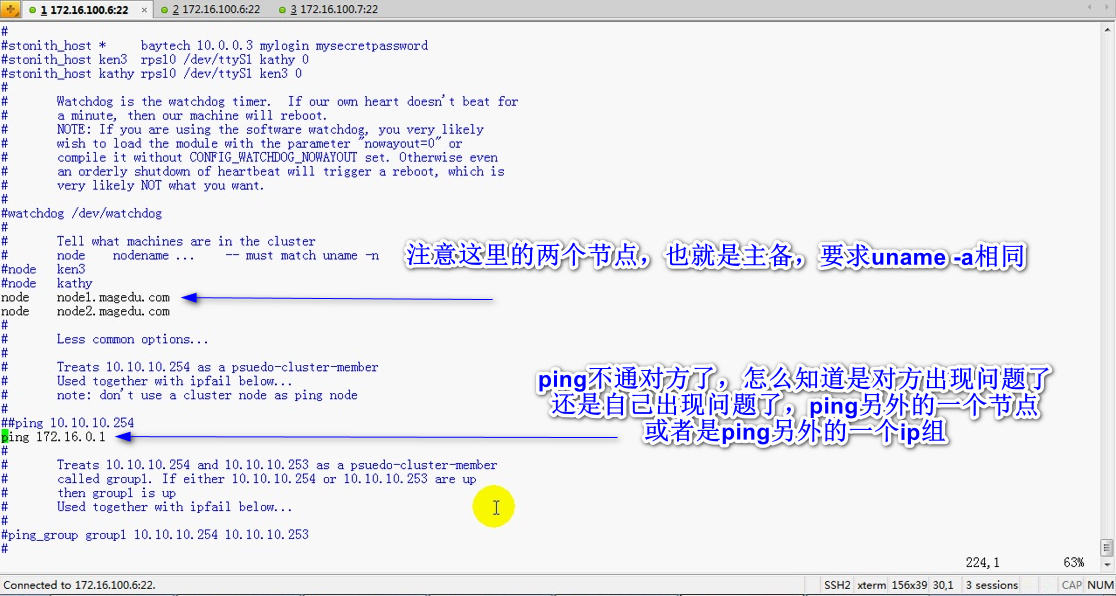 1 172.16.100.6:22 × 2 172.16.100.6:22 3 172.16.100.7:22
#
#stonith_host *     baytech 10.0.0.3 mylogin mysecretpassword
#stonith_host ken3  rps10 /dev/ttyS1 kathy 0
#stonith_host kathy rps10 /dev/ttyS1 ken3 0
#
#       Watchdog is the watchdog timer.  If our own heart doesn't beat for
#       a minute, then our machine will reboot.
#       NOTE: If you are using the software watchdog, you very likely
#       wish to load the module with the parameter "nowayout=0" or
#       compile it without CONFIG_WATCHDOG_NOWAYOUT set. Otherwise even
#       an orderly shutdown of heartbeat will trigger a reboot, which is
#       very likely NOT what you want.
#
#watchdog /dev/watchdog
#
#       Tell what machines are in the cluster
#       node    nodename ...    -- must match uname -n
注意这里的两个节点，也就是主备，要求uname -a相同
#node   ken3
#node   kathy
node    node1.magedu.com
node    node2.magedu.com
#
#       Less common options...
#
#       Treats 10.10.10.254 as a psuedo-cluster-member
#       Used together with ipfail below...
#       note: don't use a cluster node as ping node
#
ping不通对方了，怎么知道是对方出现问题了
还是自己出现问题了，ping另外的一个节点
或者是ping另外的一个ip组
##ping 10.10.10.254
ping 172.16.0.1
#
#       Treats 10.10.10.254 and 10.10.10.253 as a psuedo-cluster-member
#       called group1. If either 10.10.10.254 or 10.10.10.253 are up
#       then group1 is up
#       Used together with ipfail below...
#
#ping_group group1 10.10.10.254 10.10.10.253
#
224,1 63%
Connected to 172.16.100.6:22. SSH2 xterm 156x39 30,1 3 sessions CAP NUM